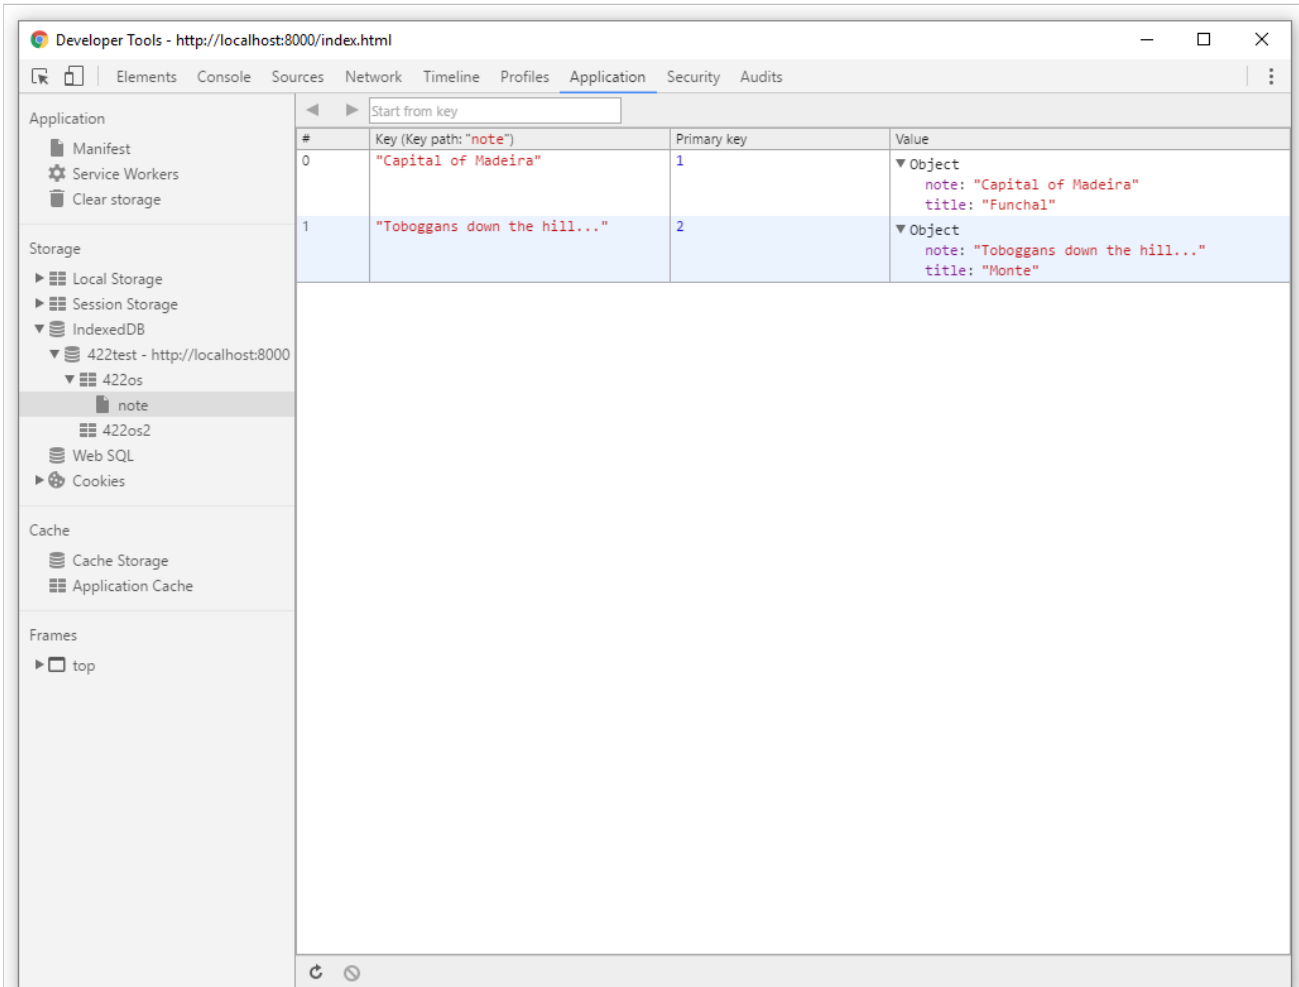 Developer Tools - http://localhost:8000/index.html
Elements Console Sources Network Timeline Profiles Application Security Audits
Application
Manifest
Service Workers
Clear storage
Storage
Local Storage
Session Storage
IndexedDB
422test - http://localhost:8000
422os
note
422os2
Web SQL
Cookies
Cache
Cache Storage
Application Cache
Frames
top
Start from key
# Key (Key path: "note") Primary key Value
0 "Capital of Madeira" 1 Object
note: "Capital of Madeira"
title: "Funchal"
1 "Toboggans down the hill..." 2 Object
note: "Toboggans down the hill..."
title: "Monte"